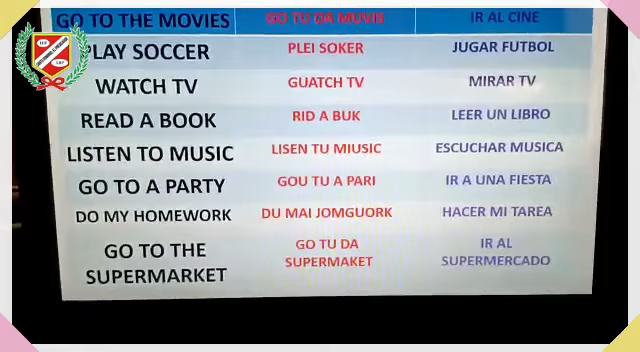 GO TO THE MOVIES GO TU DA MUVIS IR AL CINE
PLAY SOCCER PLEI SOKER JUGAR FUTBOL
WATCH TV GUATCH TV MIRAR TV
READ A BOOK RID A BUK LEER UN LIBRO
LISTEN TO MUSIC LISEN TU MIUSIC ESCUCHAR MUSICA
GO TO A PARTY GOU TU A PARI IR A UNA FIESTA
DO MY HOMEWORK DU MAI JOMGUORK HACER MI TAREA
GO TO THE GO TU DA IR AL
SUPERMARKET SUPERMAKET SUPERMERCADO